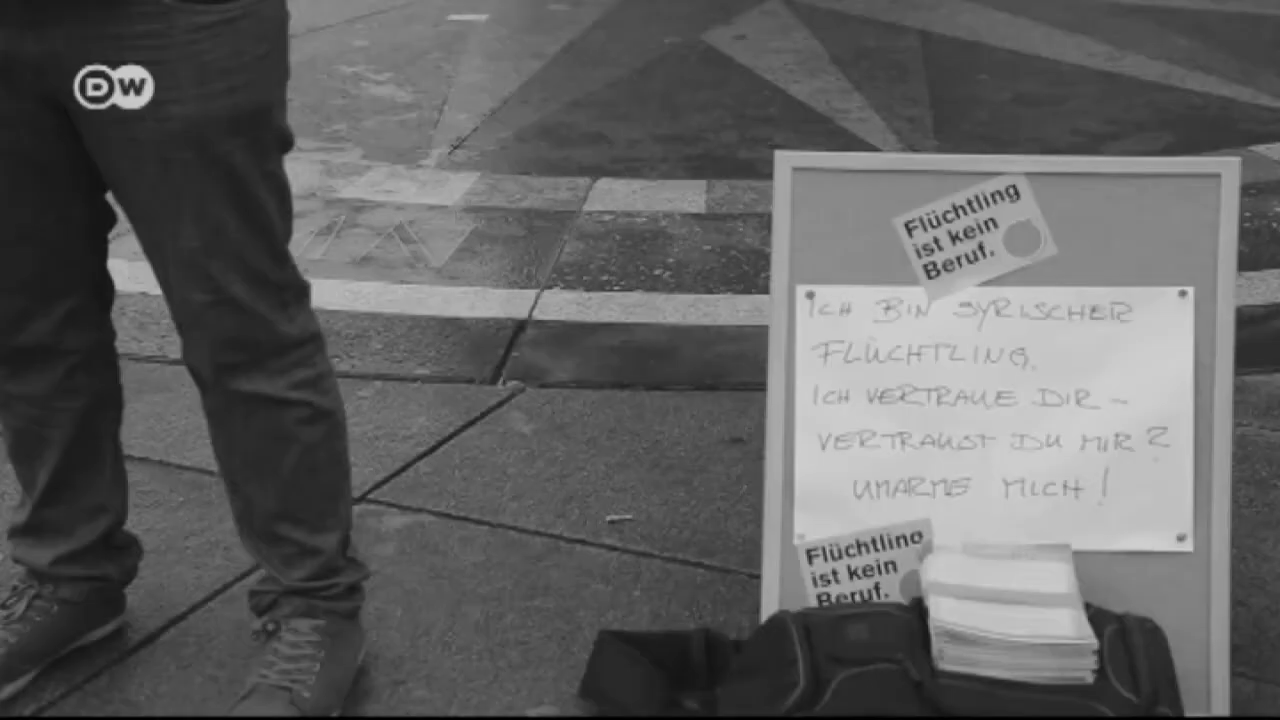 DW
Flüchtling
ist kein
Beruf.
ICH BIN SYRISCHER
FLÜCHTLING.
ICH VERTRAUE DIR –
VERTRAUST DU MIR?
UMARME MICH!
Flüchtling
ist kein
Beruf.